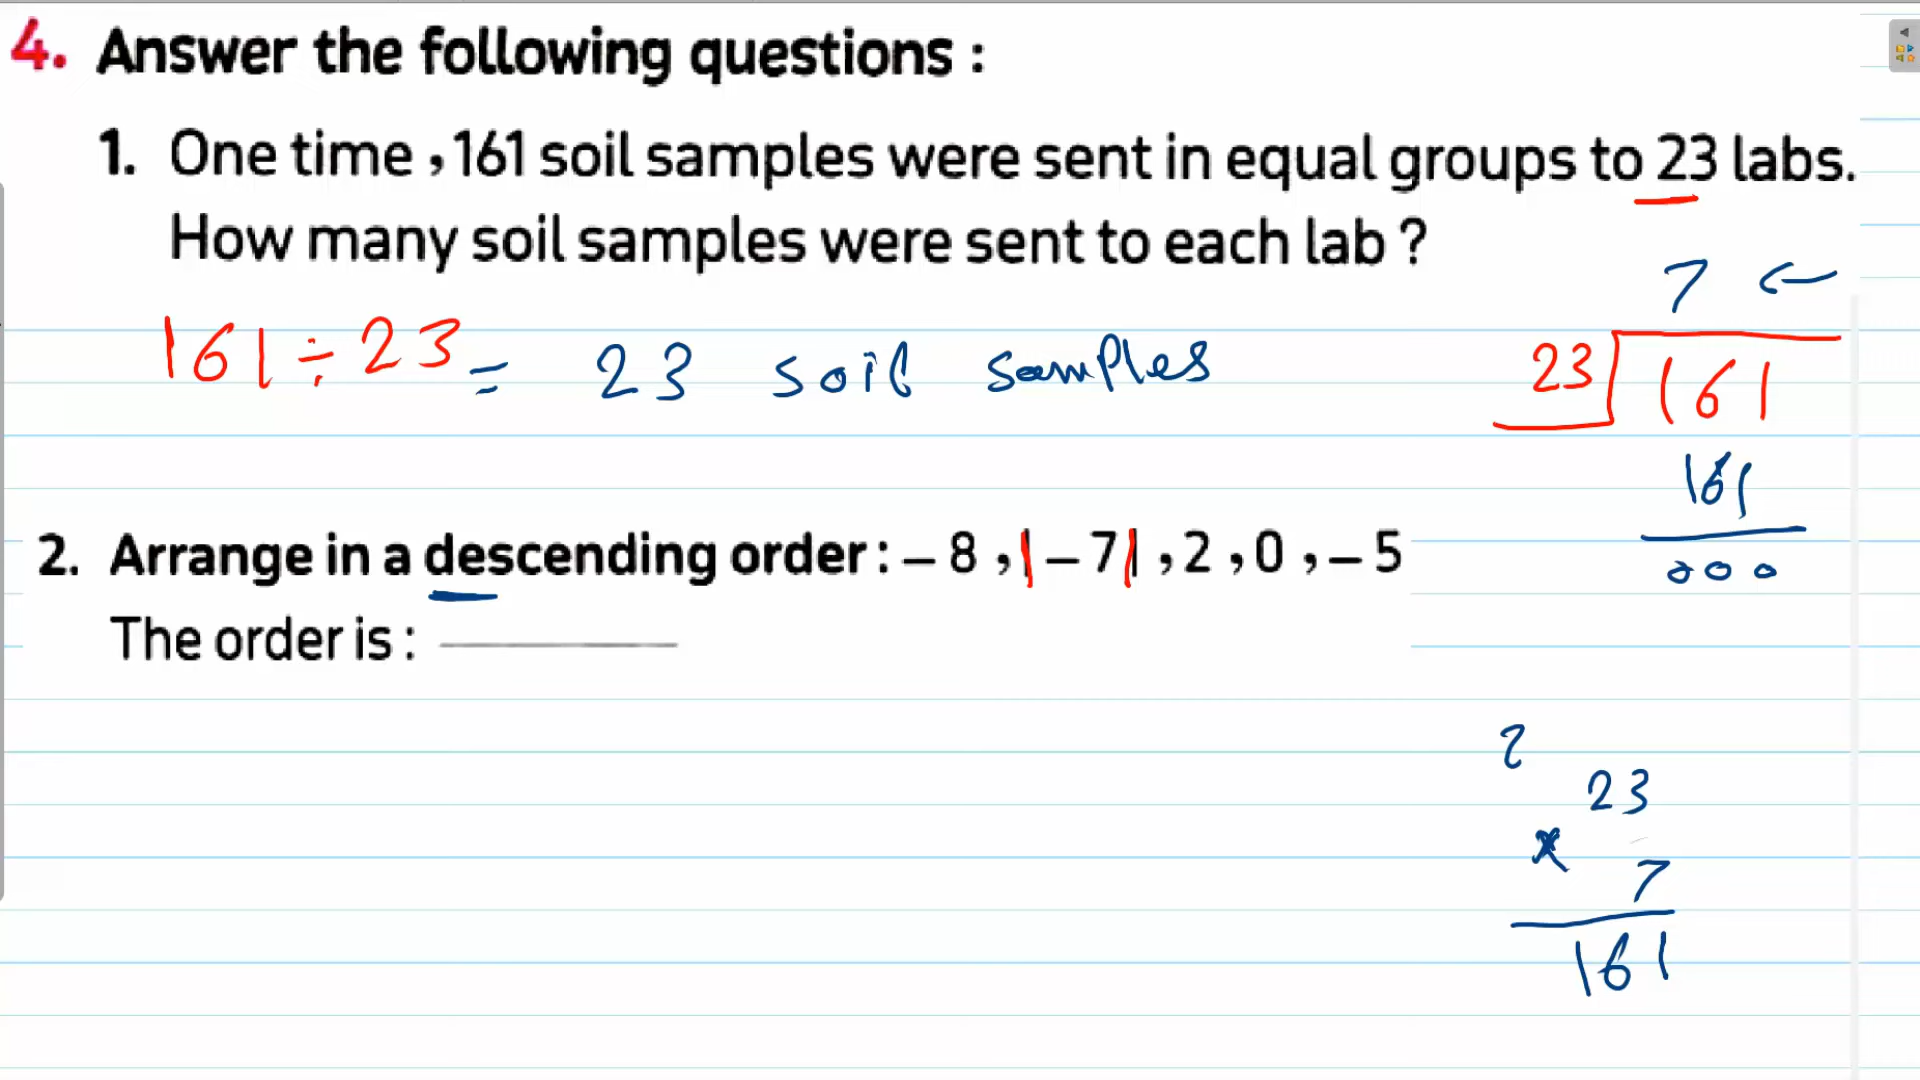 4. Answer the following questions :
1. One time , 161 soil samples were sent in equal groups to 23 labs.
How many soil samples were sent to each lab ?
161 ÷ 23 = 23 soil samples
7 ←
23 161
161
000
2. Arrange in a descending order : – 8 , |– 7| , 2 , 0 , – 5
The order is :
2
23
× 7
161